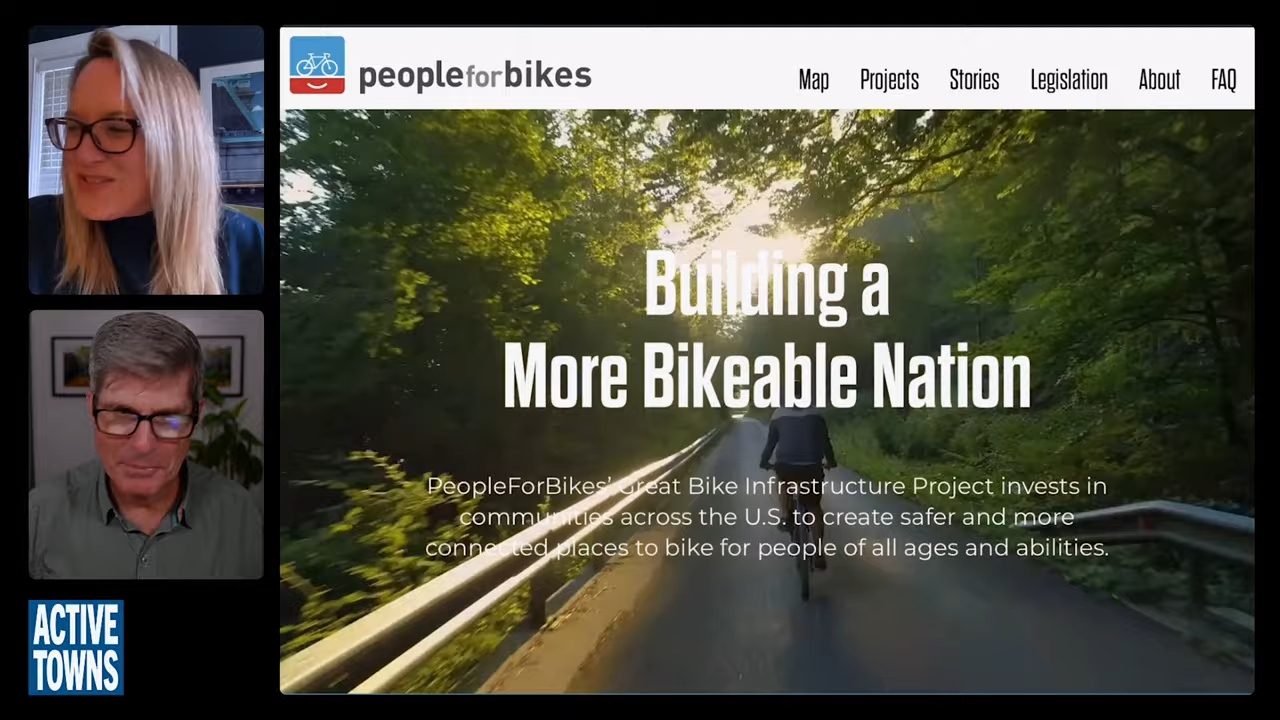 peopleforbikes
Map Projects Stories Legislation About FAQ
Building a
More Bikeable Nation
PeopleForBikes' Great Bike Infrastructure Project invests in
communities across the U.S. to create safer and more
connected places to bike for people of all ages and abilities.
ACTIVE
TOWNS